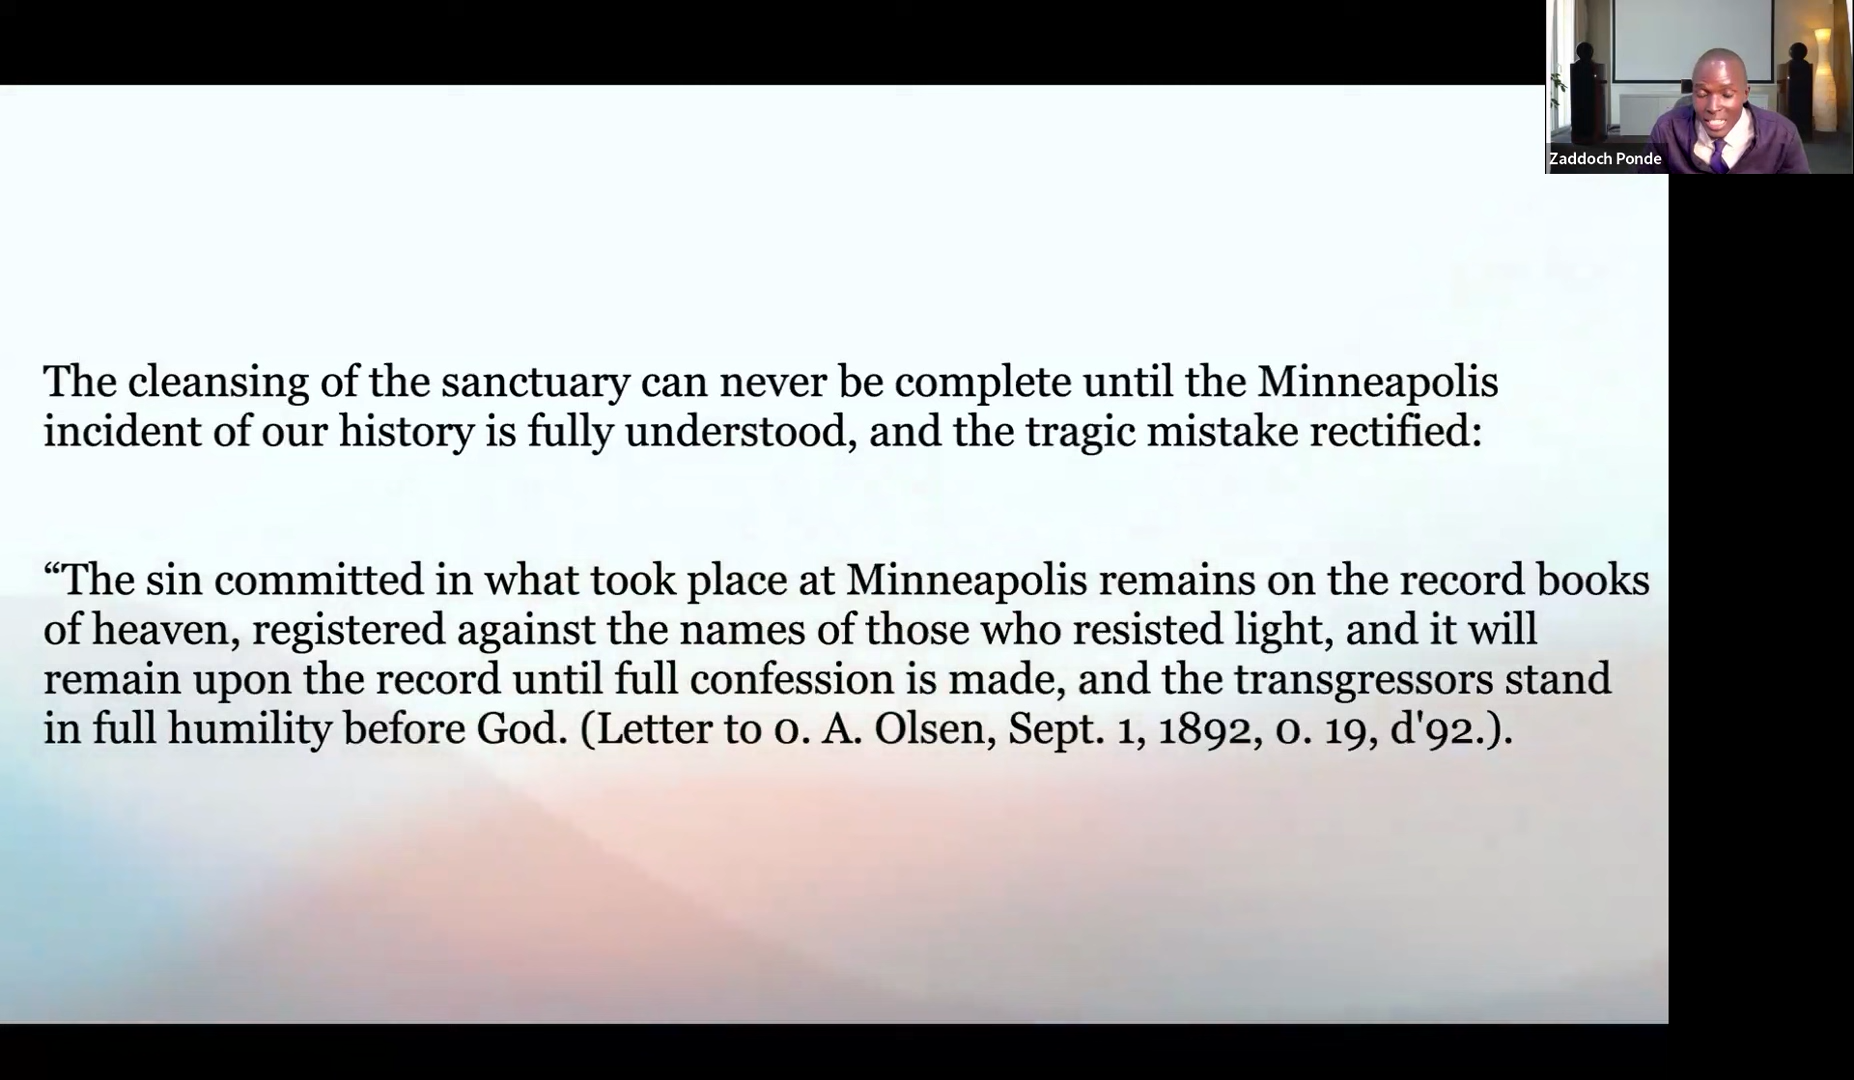 Zaddoch Ponde
The cleansing of the sanctuary can never be complete until the Minneapolis
incident of our history is fully understood, and the tragic mistake rectified:
“The sin committed in what took place at Minneapolis remains on the record books
of heaven, registered against the names of those who resisted light, and it will
remain upon the record until full confession is made, and the transgressors stand
in full humility before God. (Letter to 0. A. Olsen, Sept. 1, 1892, 0. 19, d'92.).